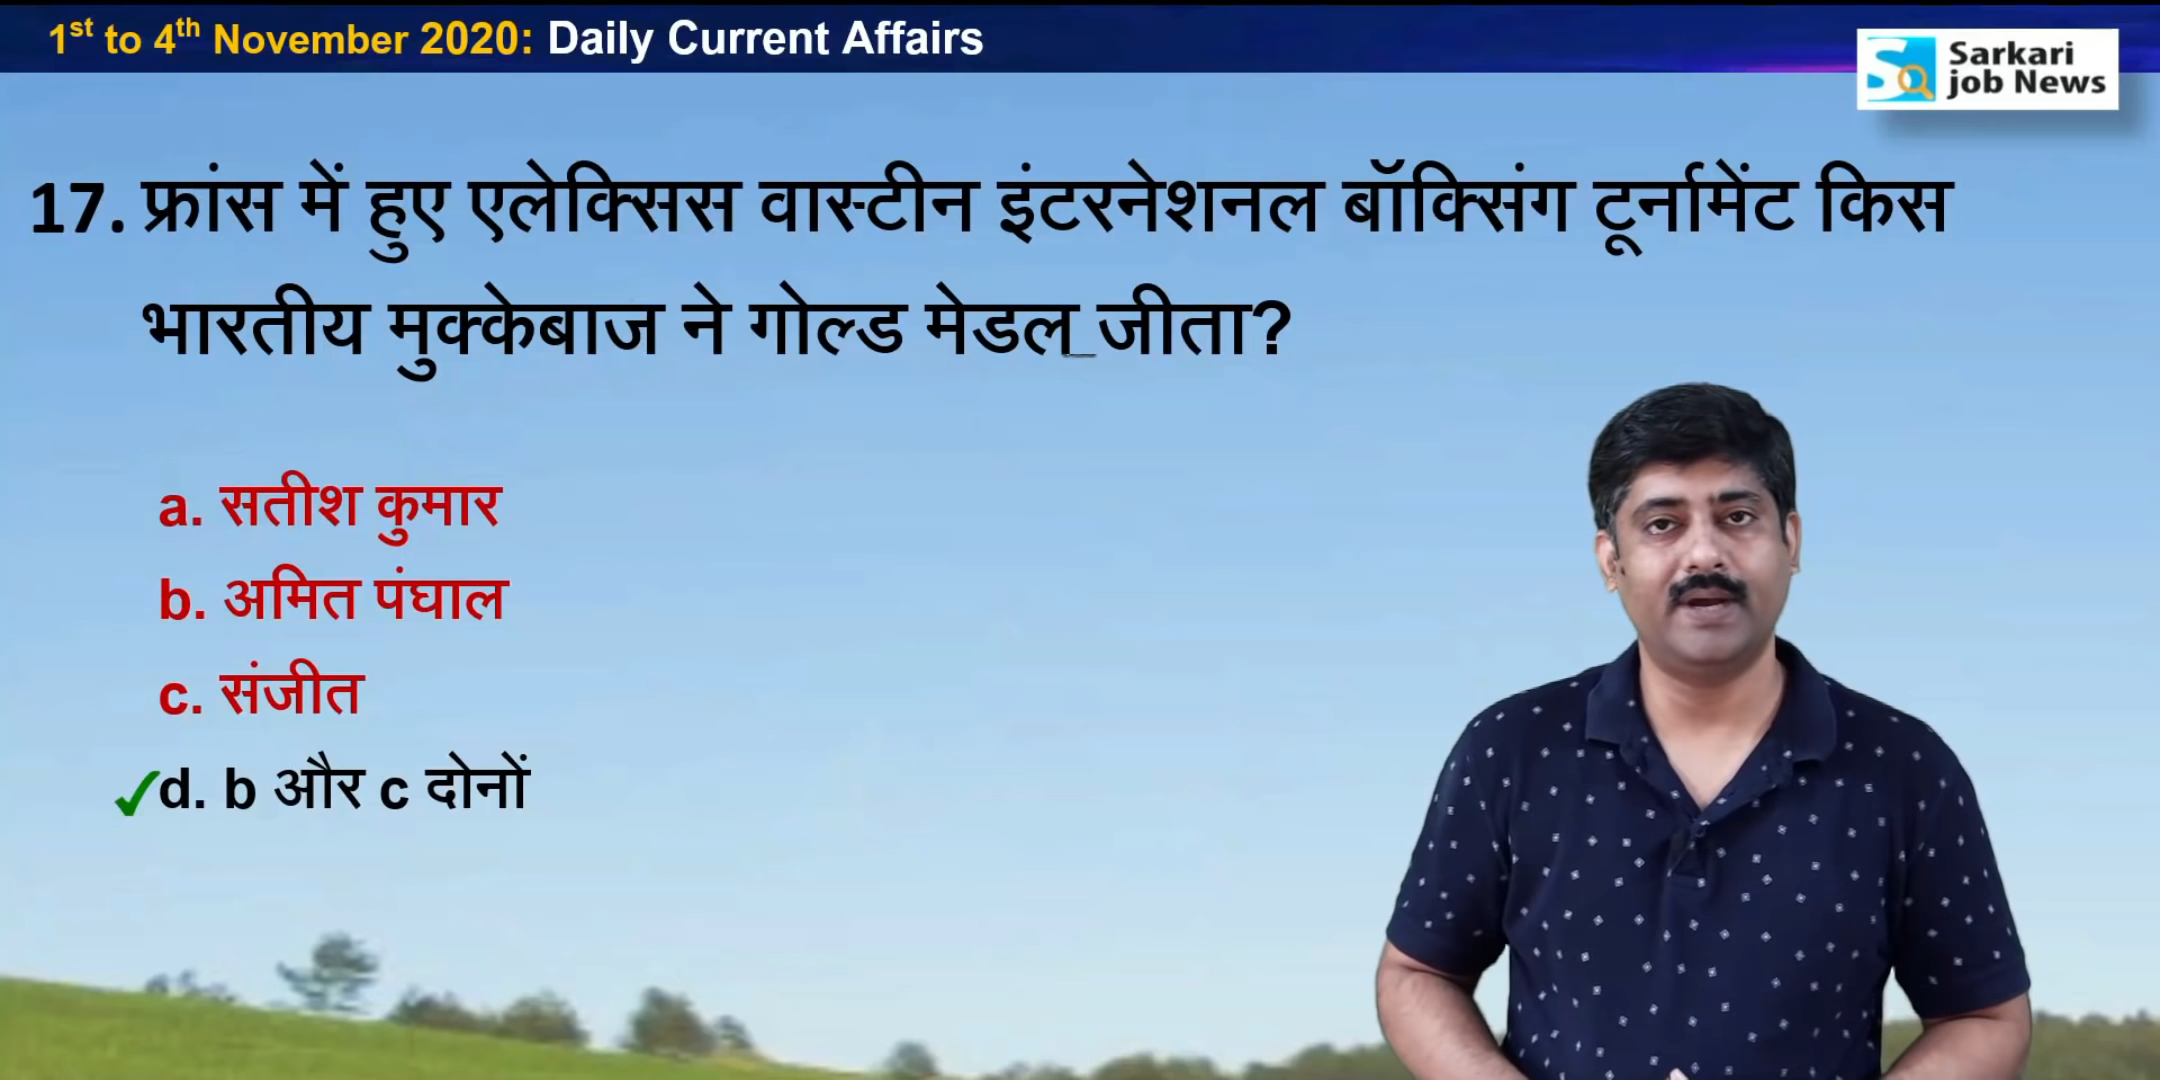 1st to 4th November 2020: Daily Current Affairs
Sarkari
job News
17. फ्रांस में हुए एलेक्सिस वास्टीन इंटरनेशनल बॉक्सिंग टूर्नामेंट किस
भारतीय मुक्केबाज ने गोल्ड मेडल_जीता?
a. सतीश कुमार
b. अमित पंघाल
c. संजीत
d. b और c दोनों